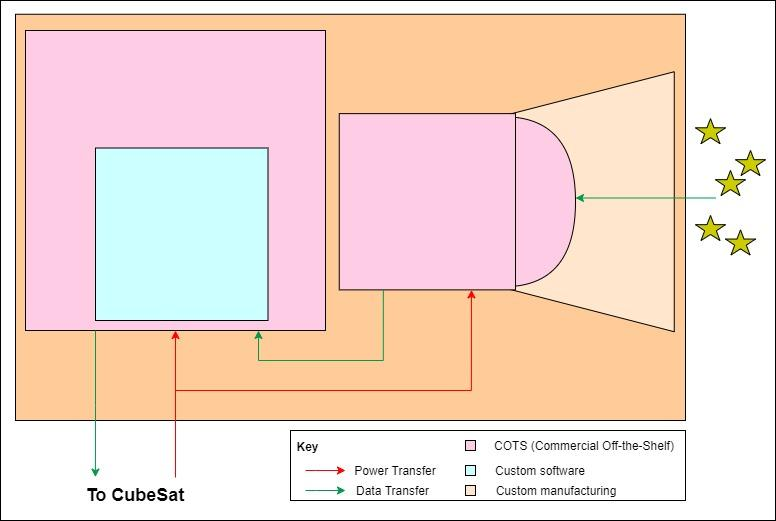 To CubeSat
Key
COTS (Commercial Off-the-Shelf)
Power Transfer
Custom software
Data Transfer
Custom manufacturing